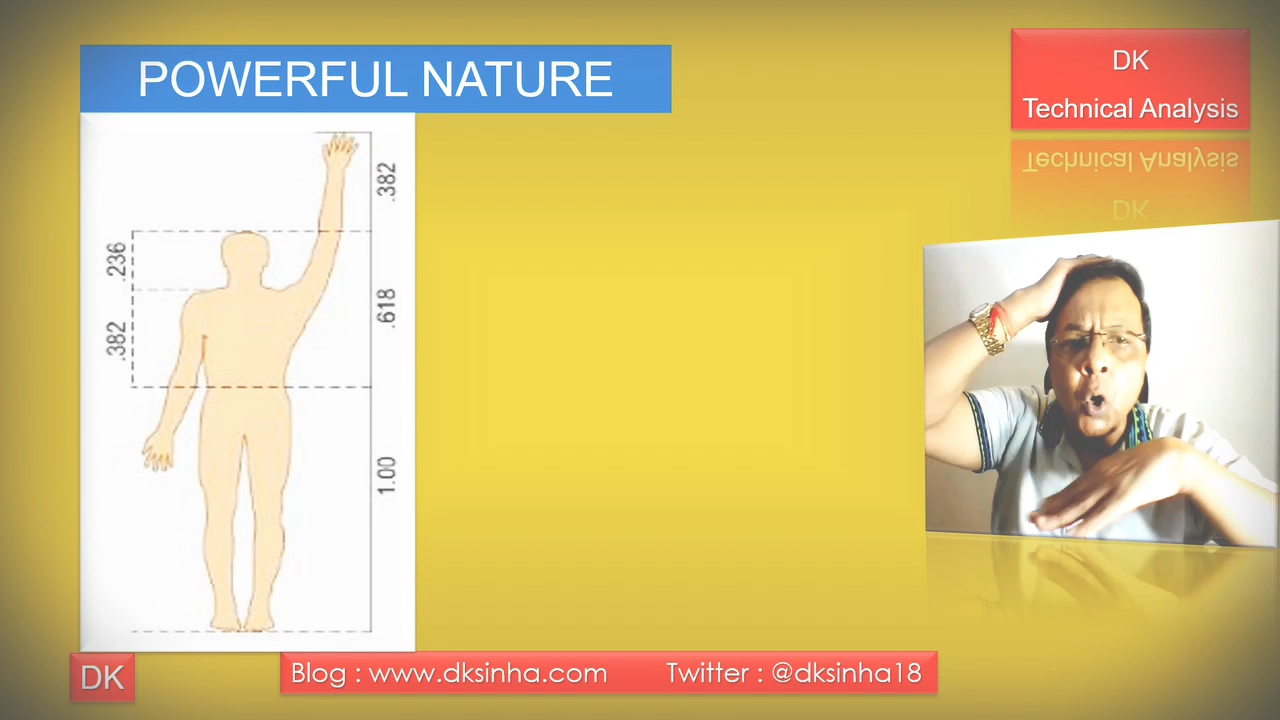 POWERFUL NATURE
DK
Technical Analysis
.382
.236
.618
.382
1.00
DK
Blog : www.dksinha.com Twitter : @dksinha18